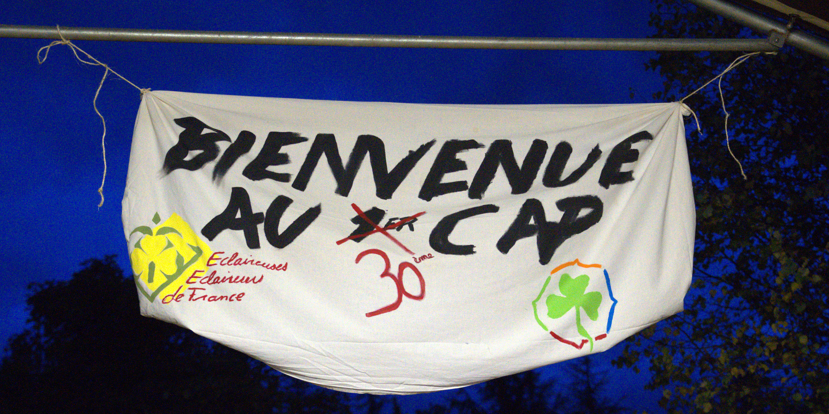 BIENVENUE
AU 1ER CAP
30ème
Eclaireuses
Eclaireurs
de France